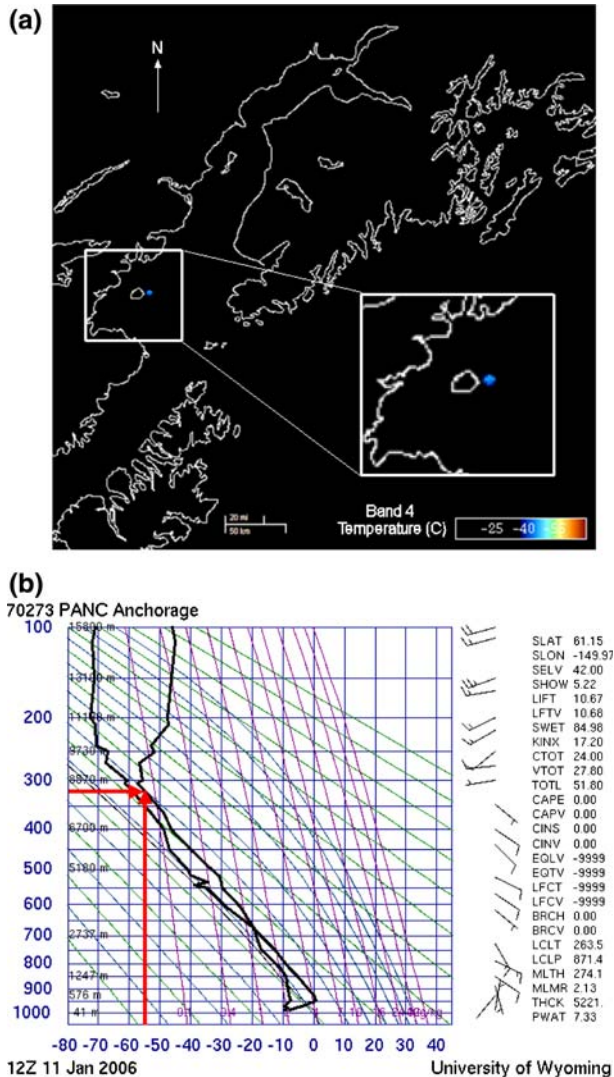 (a)
N
20 mi
50 km
Band 4
Temperature (C)
-25 -40
(b)
70273 PANC Anchorage
100
200
300
400
500
600
700
800
900
1000
15800 m
9730 m
8870 m
6700 m
5180 m
2737 m
1247 m
576 m
41 m
-80 -70 -60 -50 -40 -30 -20 -10 0 10 20 30 40
SLAT 61.15
SLON -149.97
SELV 42.00
SHOW 5.22
LIFT 10.67
LFTV 10.68
SWET 84.98
KINX 17.20
CTOT 24.00
VTOT 27.80
TOTL 51.80
CAPE 0.00
CAPV 0.00
CINS 0.00
CINV 0.00
EQLV -9999
EQTV -9999
LFCT -9999
LFCV -9999
BRCH 0.00
BRCV 0.00
LCLT 263.5
LCLP 871.4
MLTH 274.1
MLMR 2.13
THCK 5221.
PWAT 7.33
12Z 11 Jan 2006
University of Wyoming